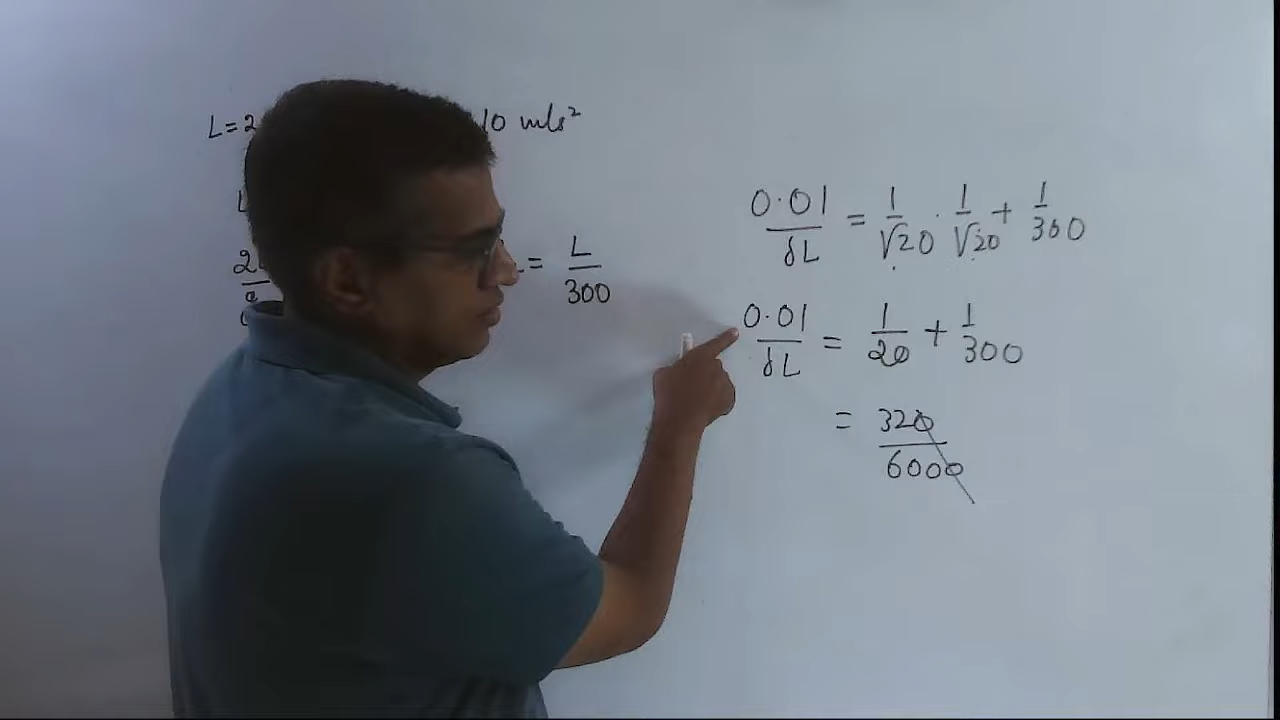 L=2
10 m/s²
L
2
= L/300
0.01/δL = 1/√20 · 1/√20 + 1/300
0.01/δL = 1/20 + 1/300
= 320/6000